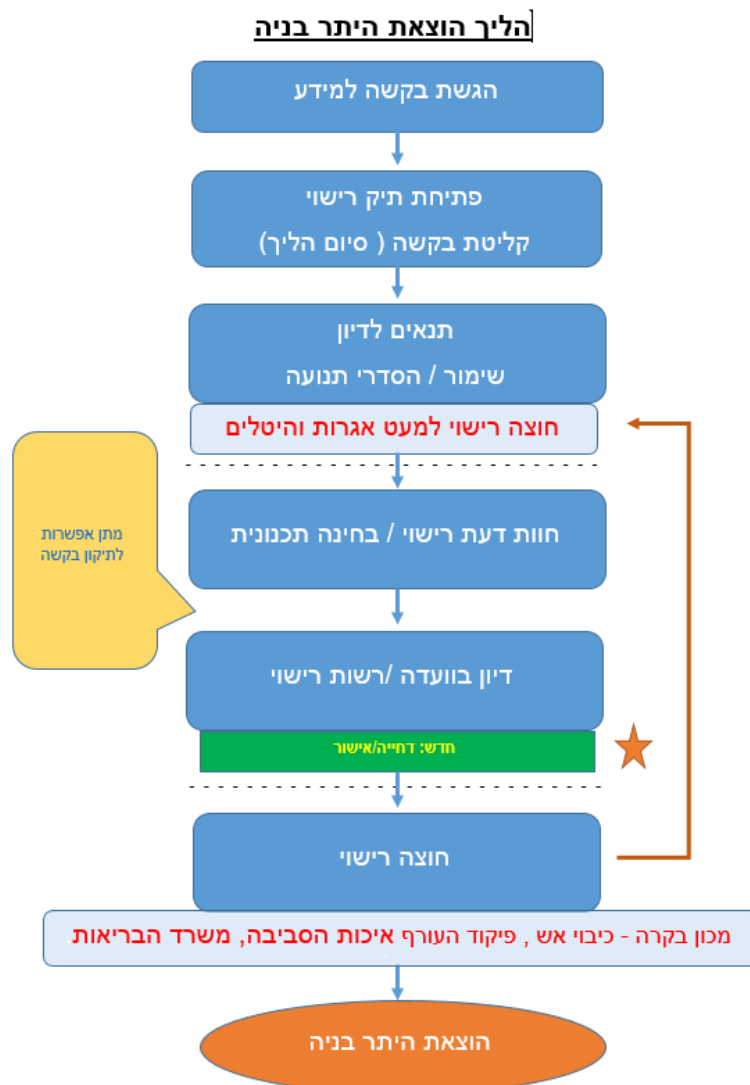 הליך הוצאת היתר בניה
הגשת בקשה למידע
פתיחת תיק רישוי
קליטת בקשה ( סיום הליך)
תנאים לדיון
שימור / הסדרי תנועה
חוצה רישוי למעט אגרות והיטלים
חוות דעת רישוי / בחינה תכנונית
מתן אפשרות
לתיקון בקשה
דיון בוועדה /רשות רישוי
חדש: דחייה/אישור
חוצה רישוי
מכון בקרה - כיבוי אש , פיקוד העורף איכות הסביבה, משרד הבריאות.
הוצאת היתר בניה